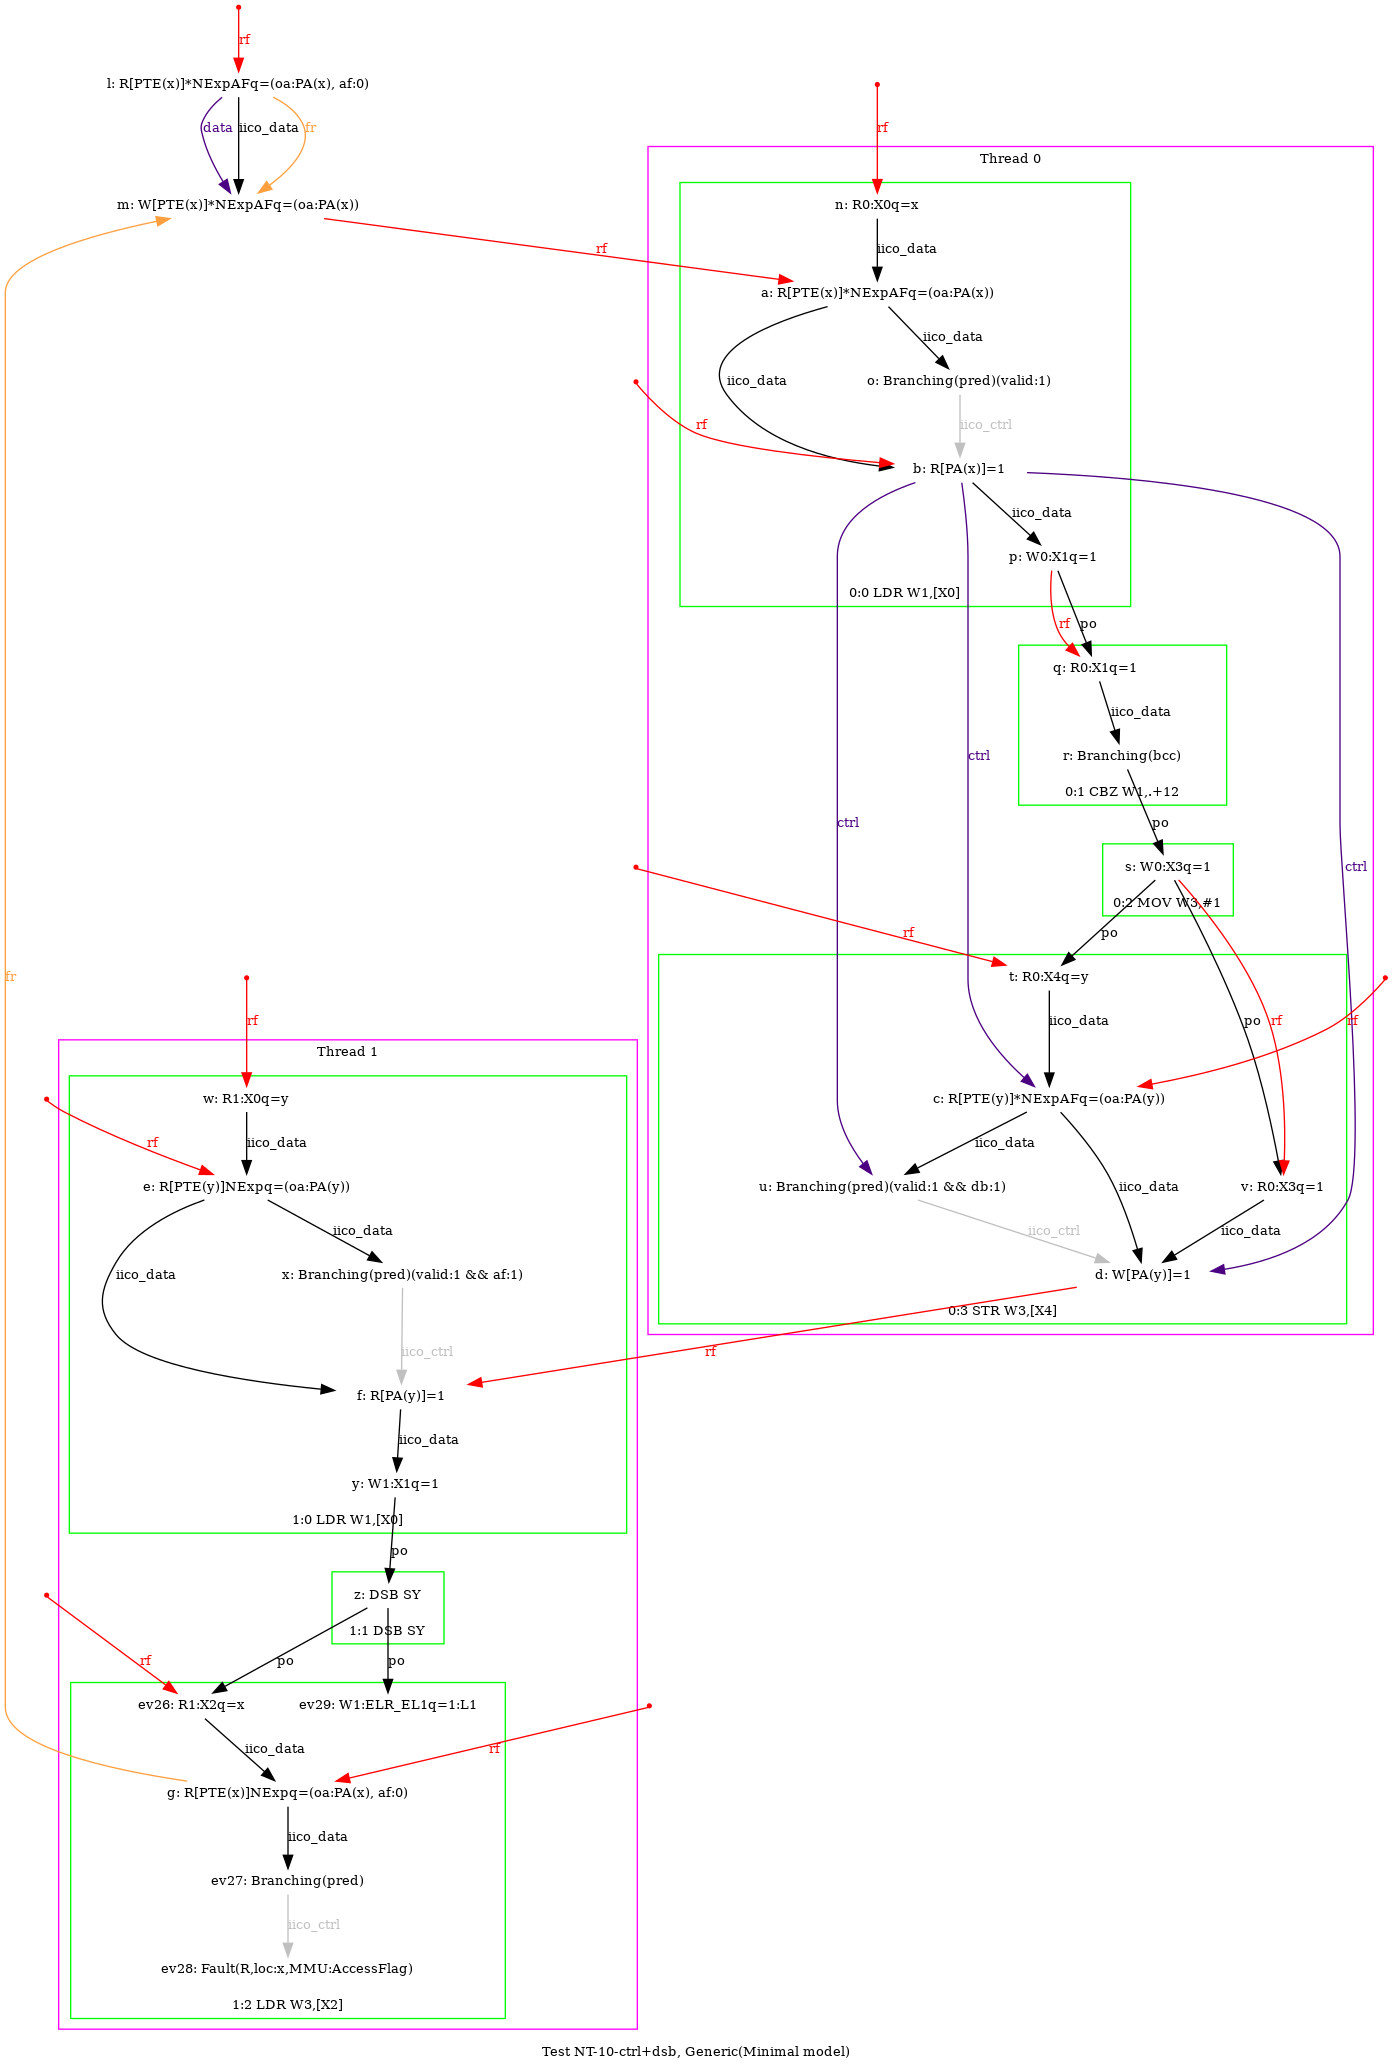 rf
l: R[PTE(x)]*NExpAFq=(oa:PA(x), af:0)
data
iico_data
fr
m: W[PTE(x)]*NExpAFq=(oa:PA(x))
rf
rf
Thread 0
n: R0:X0q=x
iico_data
a: R[PTE(x)]*NExpAFq=(oa:PA(x))
iico_data
iico_data
o: Branching(pred)(valid:1)
rf
iico_ctrl
b: R[PA(x)]=1
iico_data
p: W0:X1q=1
0:0 LDR W1,[X0]
rf
po
q: R0:X1q=1
iico_data
ctrl
r: Branching(bcc)
0:1 CBZ W1,.+12
ctrl
po
ctrl
s: W0:X3q=1
0:2 MOV W3,#1
rf
po
fr
t: R0:X4q=y
iico_data
po
rf
rf
c: R[PTE(y)]*NExpAFq=(oa:PA(y))
iico_data
iico_data
u: Branching(pred)(valid:1 && db:1)
v: R0:X3q=1
iico_ctrl
iico_data
d: W[PA(y)]=1
0:3 STR W3,[X4]
rf
rf
Thread 1
w: R1:X0q=y
rf
iico_data
e: R[PTE(y)]NExpq=(oa:PA(y))
iico_data
iico_data
x: Branching(pred)(valid:1 && af:1)
iico_ctrl
f: R[PA(y)]=1
iico_data
y: W1:X1q=1
1:0 LDR W1,[X0]
po
z: DSB SY
1:1 DSB SY
rf
po
po
ev26: R1:X2q=x
ev29: W1:ELR_EL1q=1:L1
iico_data
rf
g: R[PTE(x)]NExpq=(oa:PA(x), af:0)
iico_data
ev27: Branching(pred)
iico_ctrl
ev28: Fault(R,loc:x,MMU:AccessFlag)
1:2 LDR W3,[X2]
Test NT-10-ctrl+dsb, Generic(Minimal model)